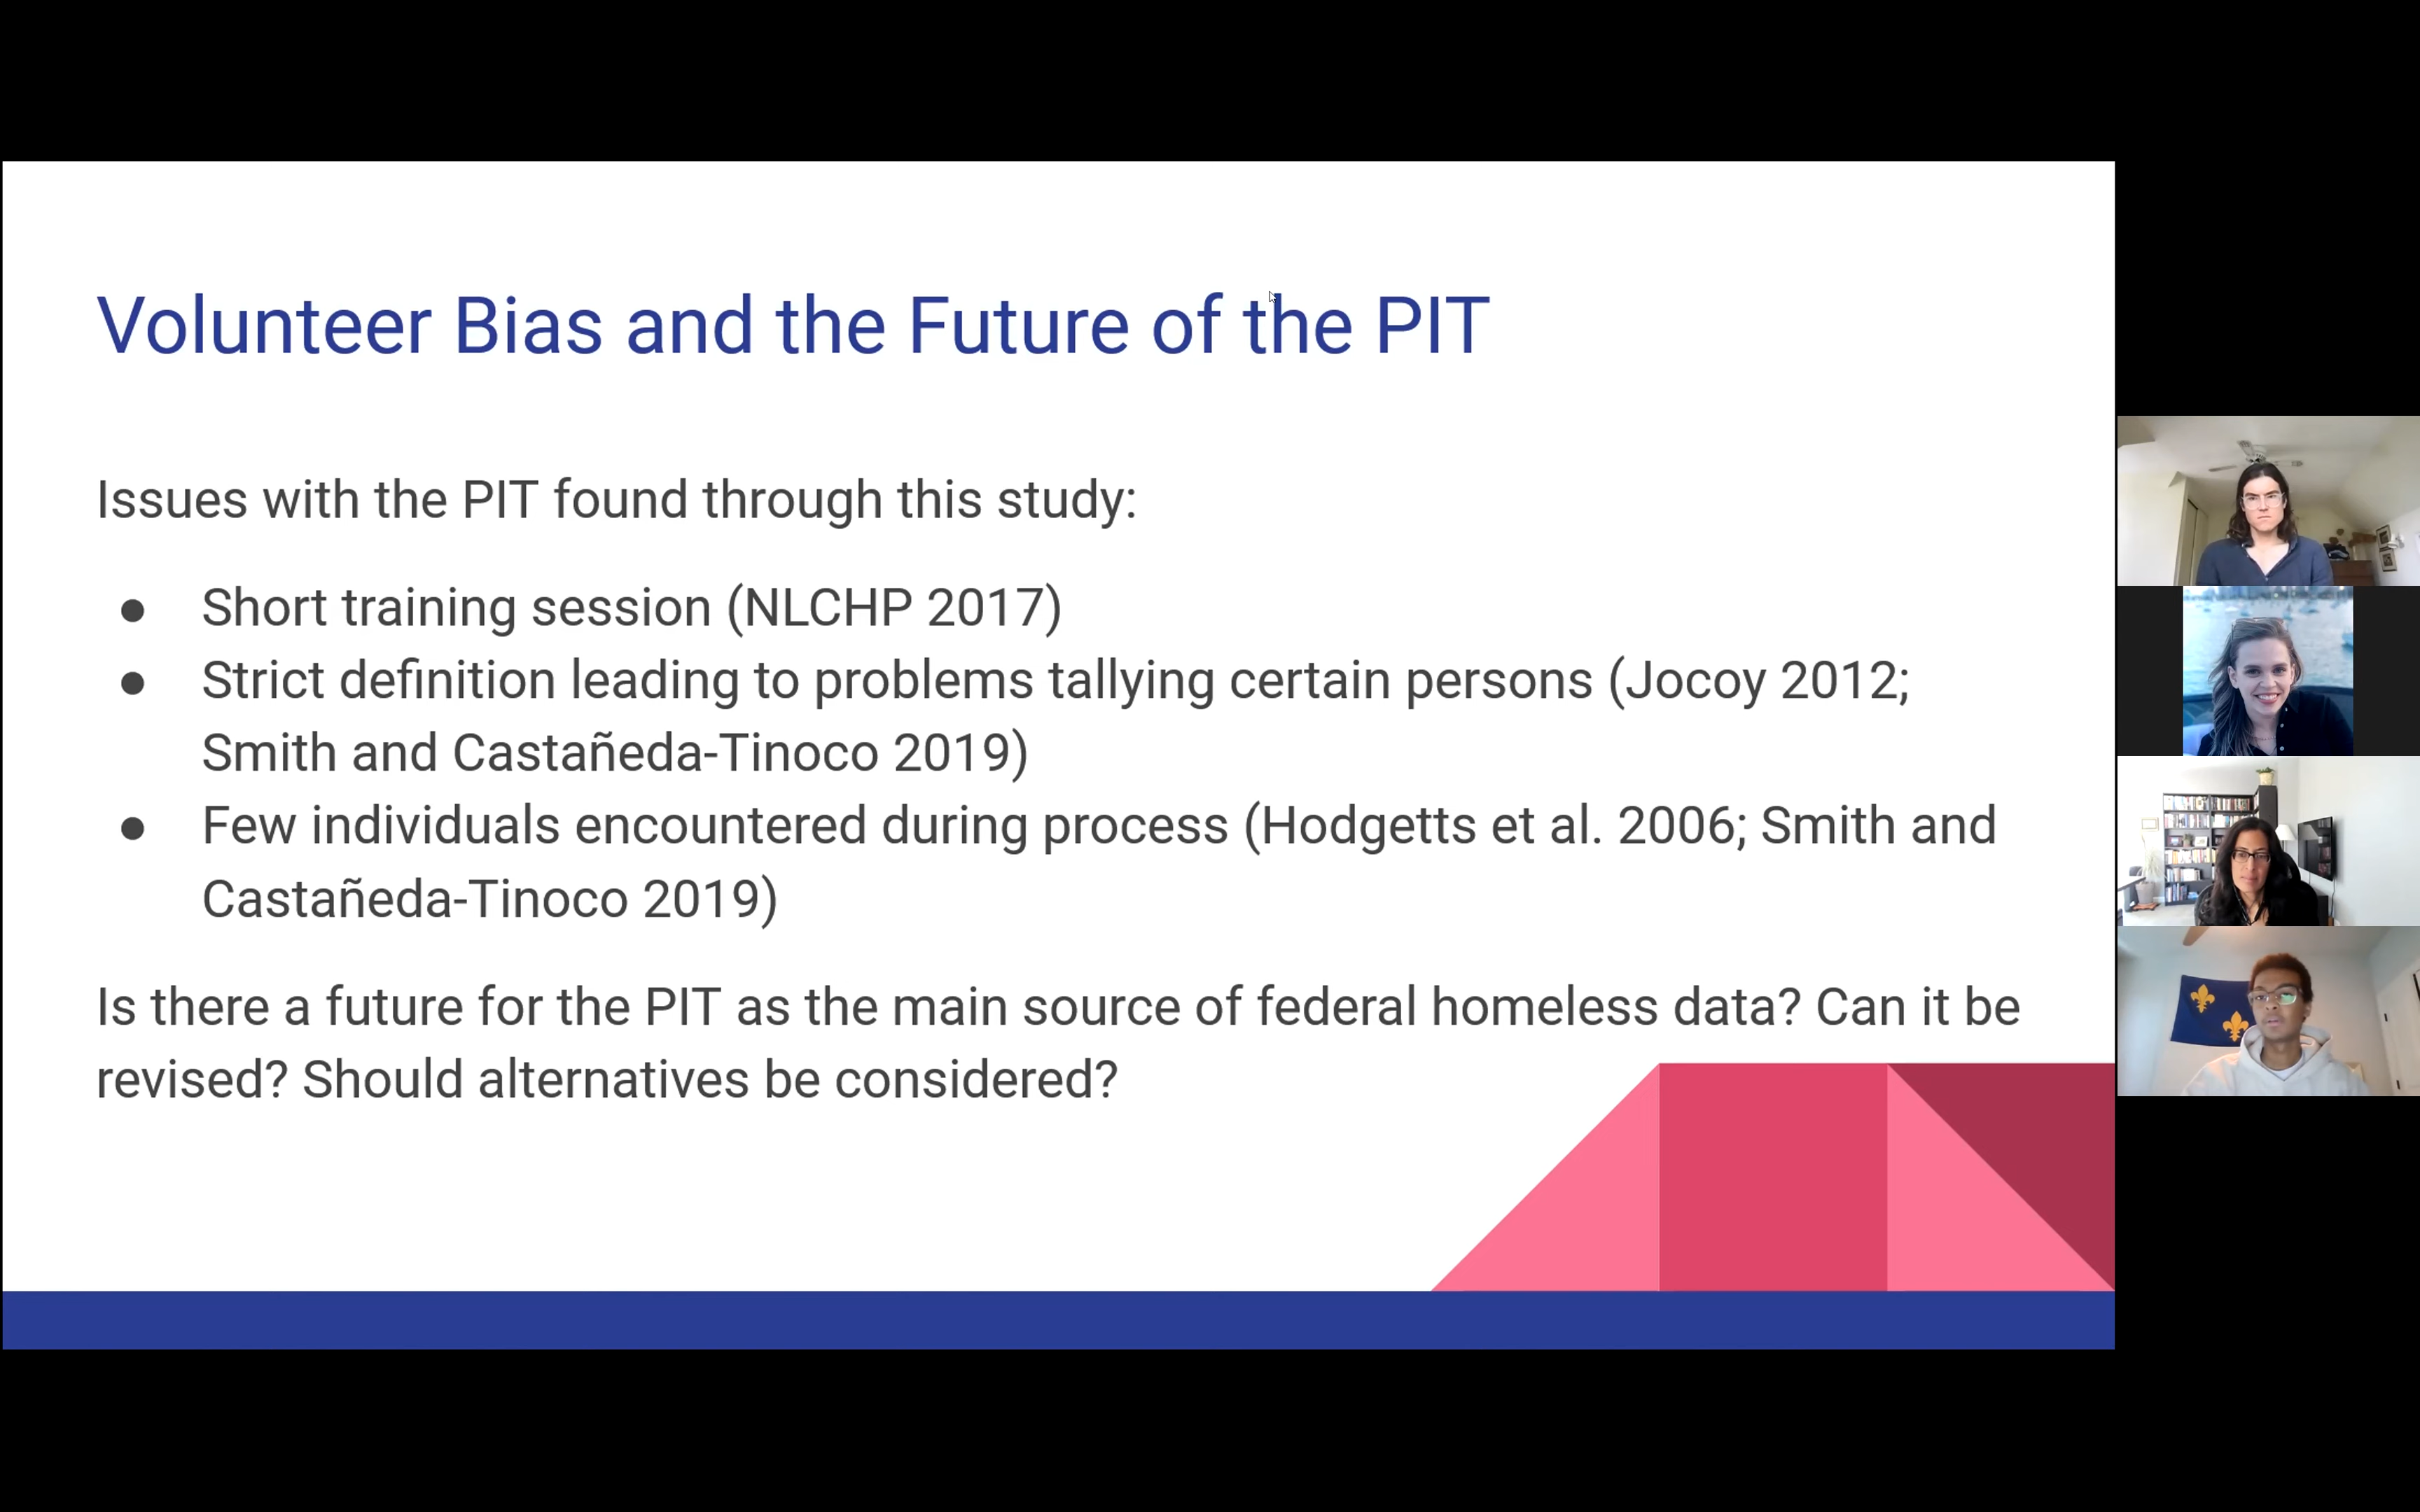 Volunteer Bias and the Future of the PIT
Issues with the PIT found through this study:
● Short training session (NLCHP 2017)
● Strict definition leading to problems tallying certain persons (Jocoy 2012;
Smith and Castañeda-Tinoco 2019)
● Few individuals encountered during process (Hodgetts et al. 2006; Smith and
Castañeda-Tinoco 2019)
Is there a future for the PIT as the main source of federal homeless data? Can it be
revised? Should alternatives be considered?